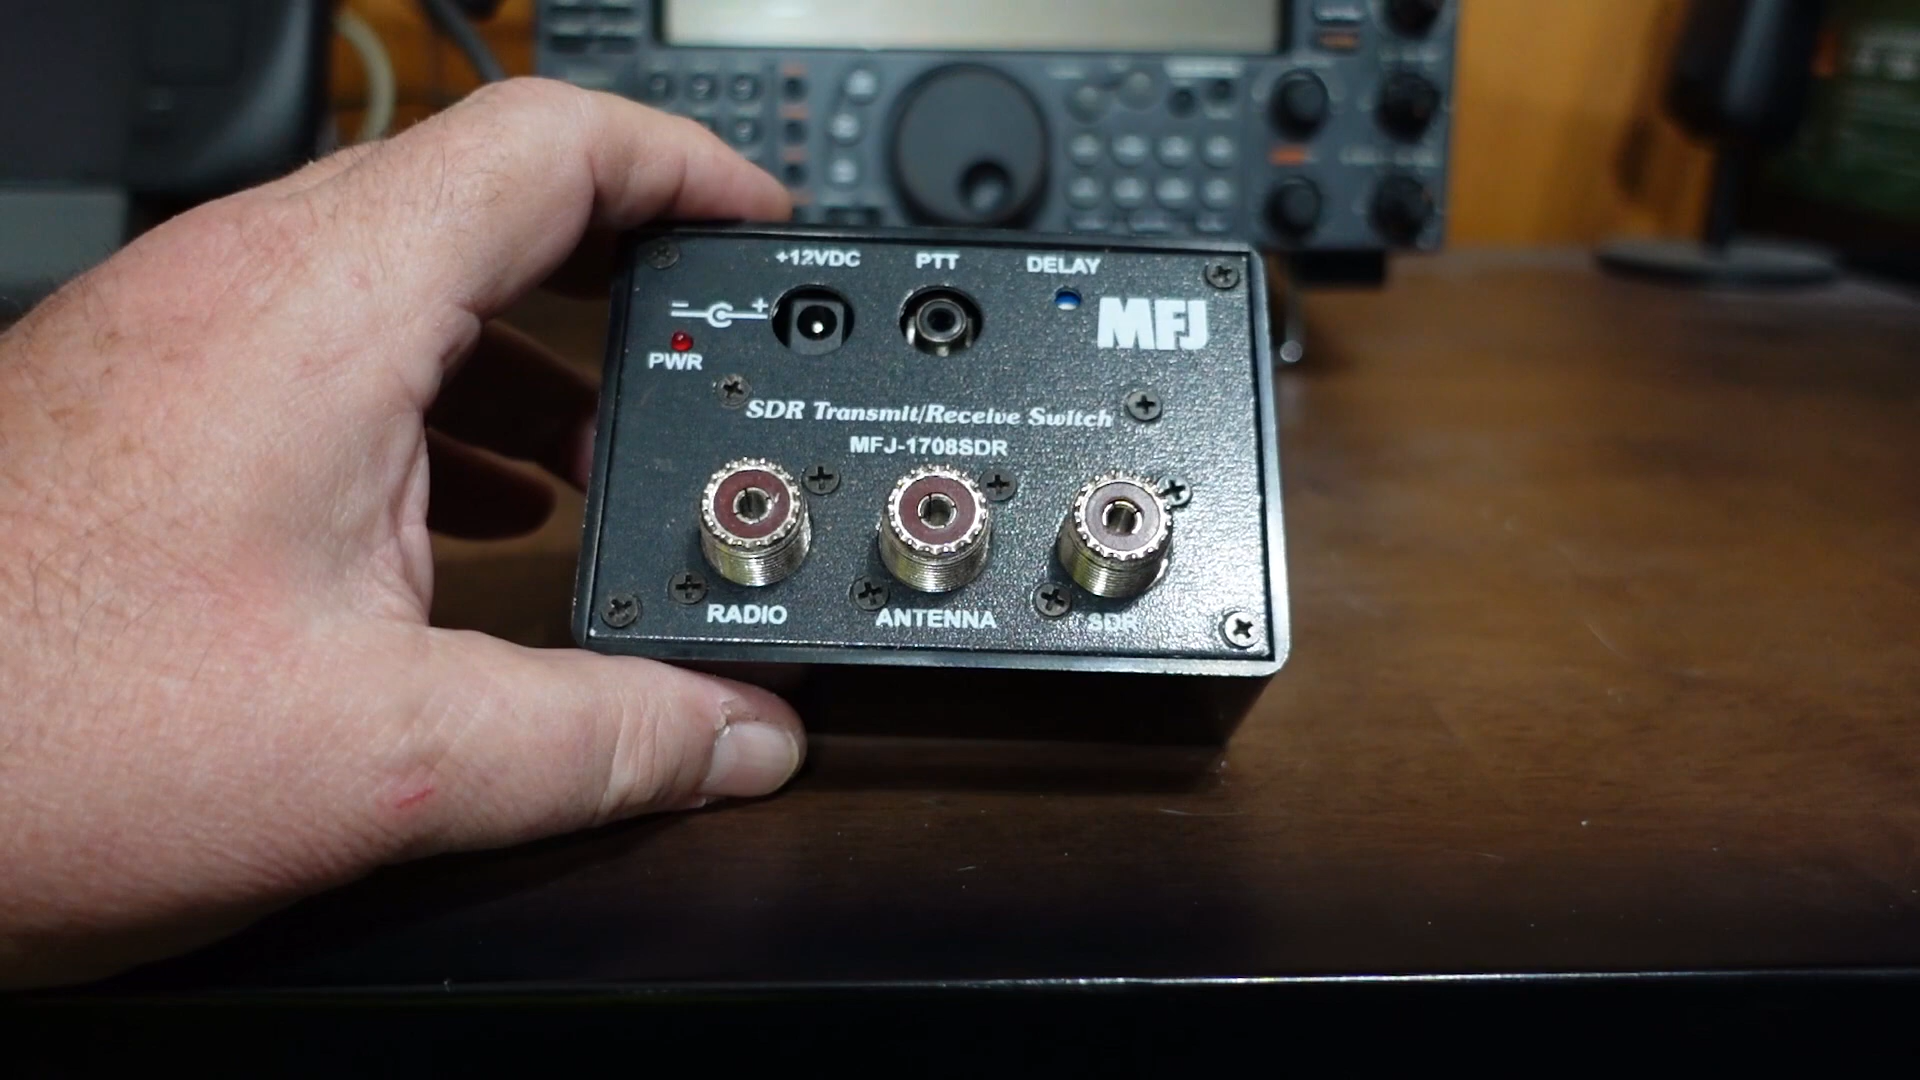 +12VDC PTT DELAY
- +
MFJ
PWR
SDR Transmit/Receive Switch
MFJ-1708SDR
RADIO ANTENNA SDR